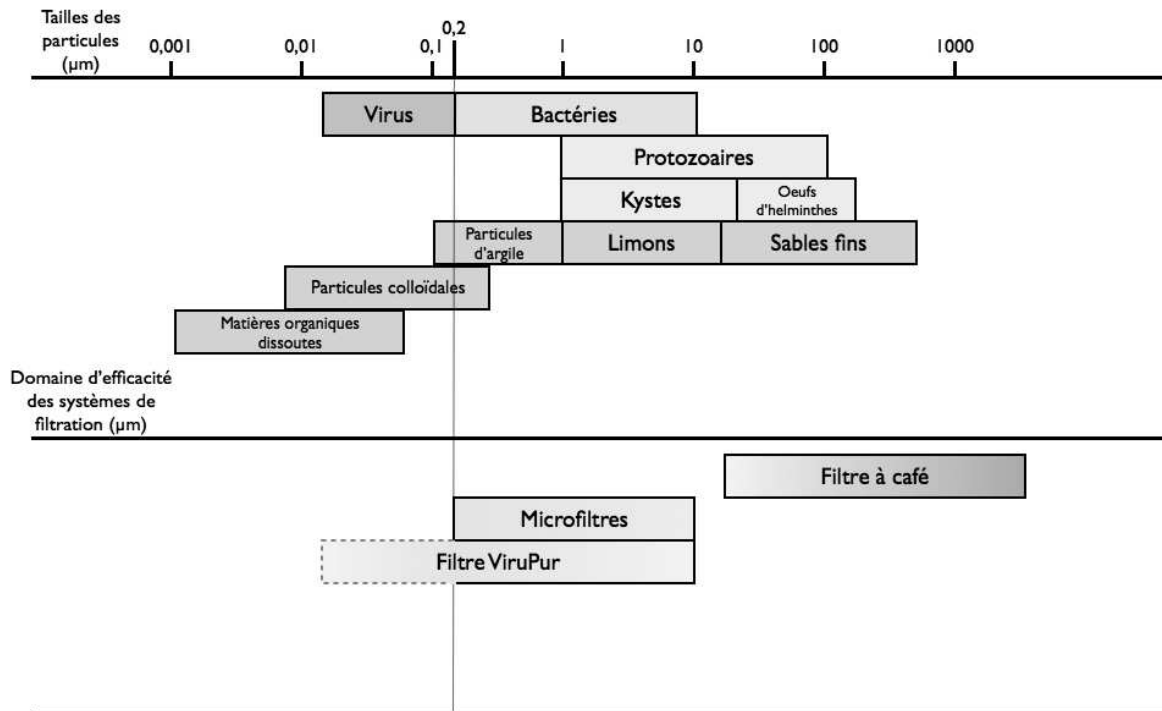 Tailles des
particules
(µm)
0,001
0,01
0,1
0,2
1
10
100
1000
Virus
Bactéries
Protozoaires
Kystes
Oeufs
d'helminthes
Particules
d'argile
Limons
Sables fins
Particules colloïdales
Matières organiques
dissoutes
Domaine d'efficacité
des systèmes de
filtration (µm)
Filtre à café
Microfiltres
Filtre ViruPur